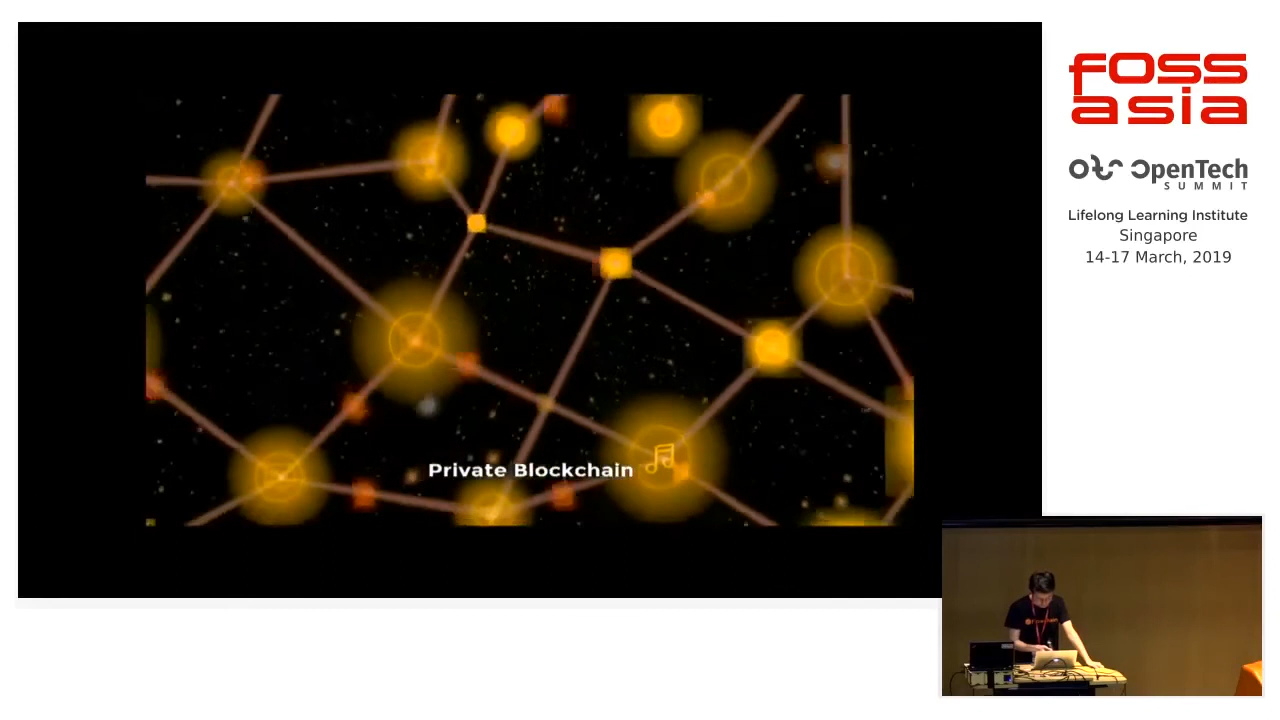 Private Blockchain
FOSS
ASIA
OpenTech
SUMMIT
Lifelong Learning Institute
Singapore
14-17 March, 2019